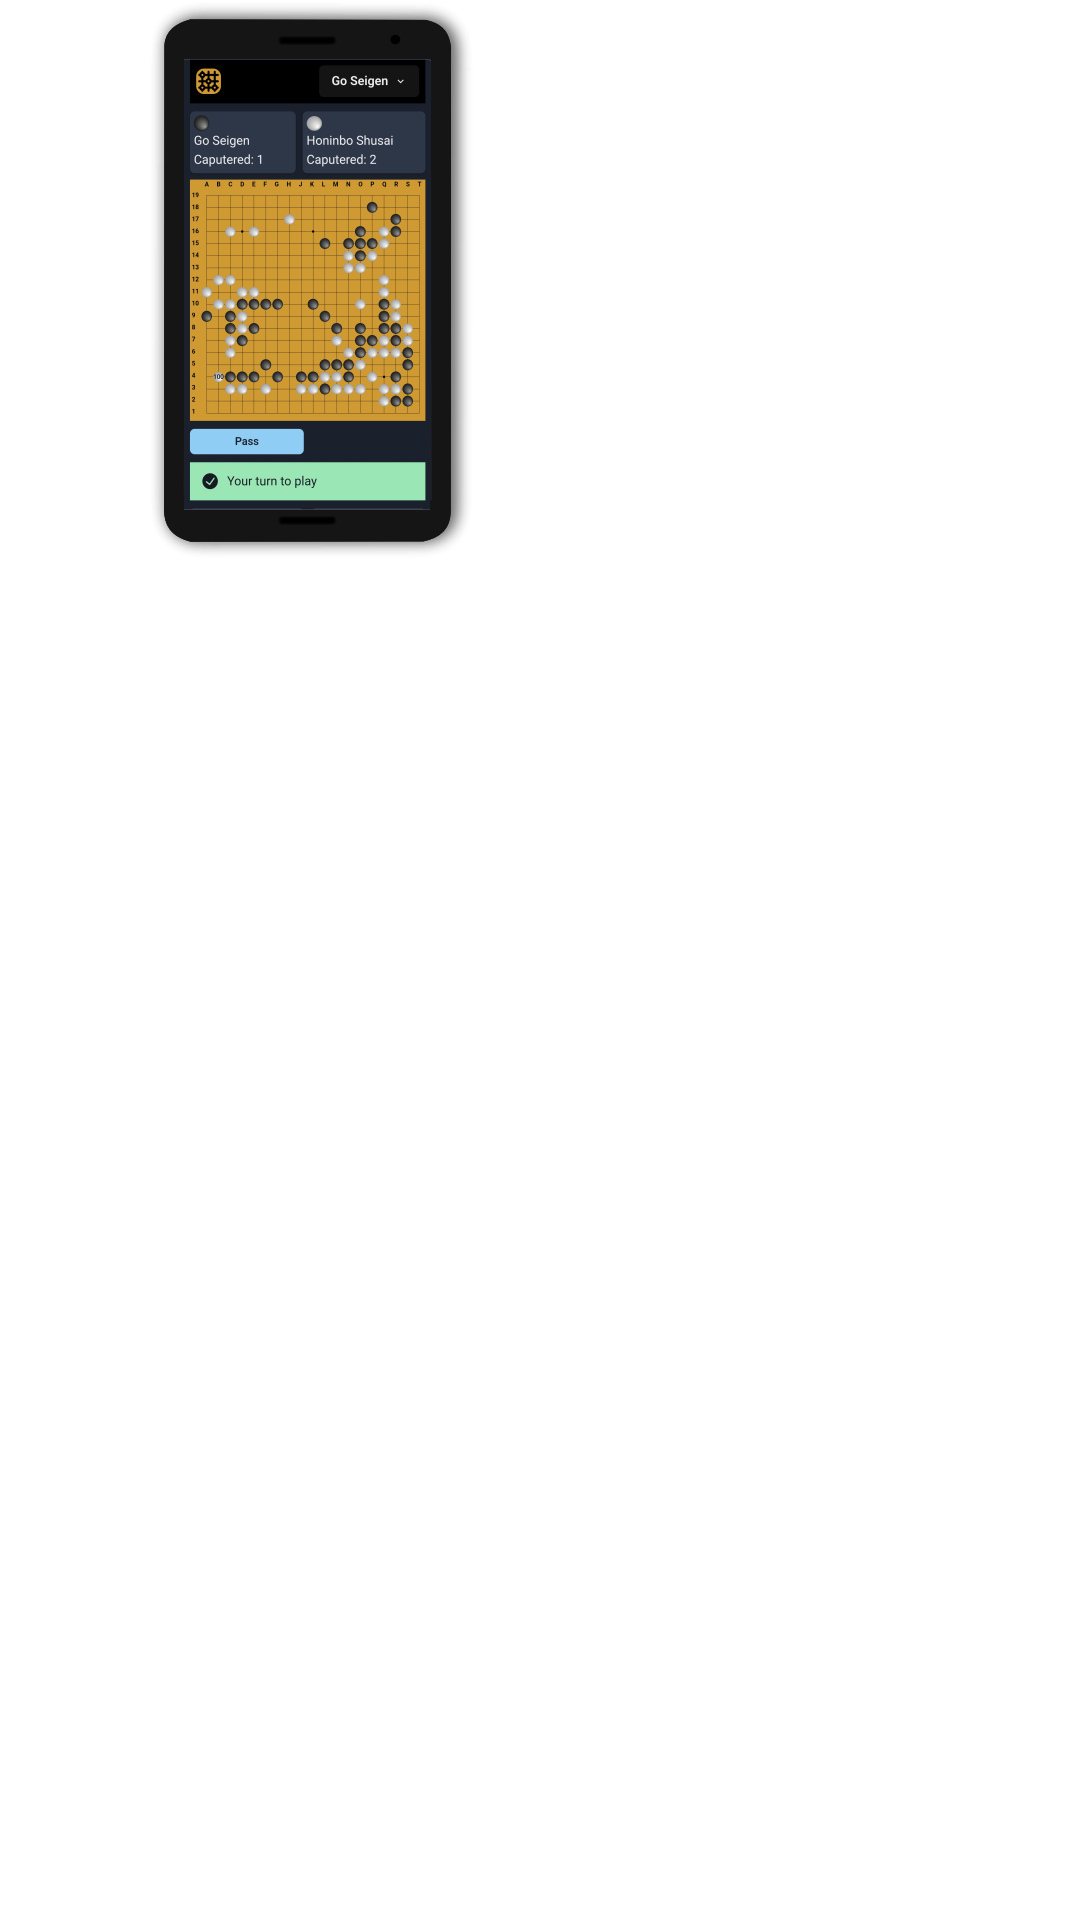 Go Seigen
Go Seigen
Caputered: 1
Honinbo Shusai
Caputered: 2
A B C D E F G H J K L M N O P Q R S T
19
18
17
16
15
14
13
12
11
10
9
8
7
6
5
4
100
3
2
1
Pass
Your turn to play